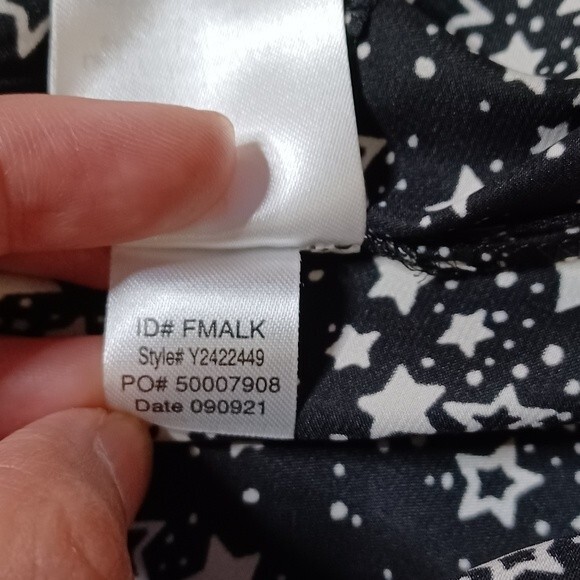 ID# FMALK
Style# Y2422449
PO# 50007908
Date 090921